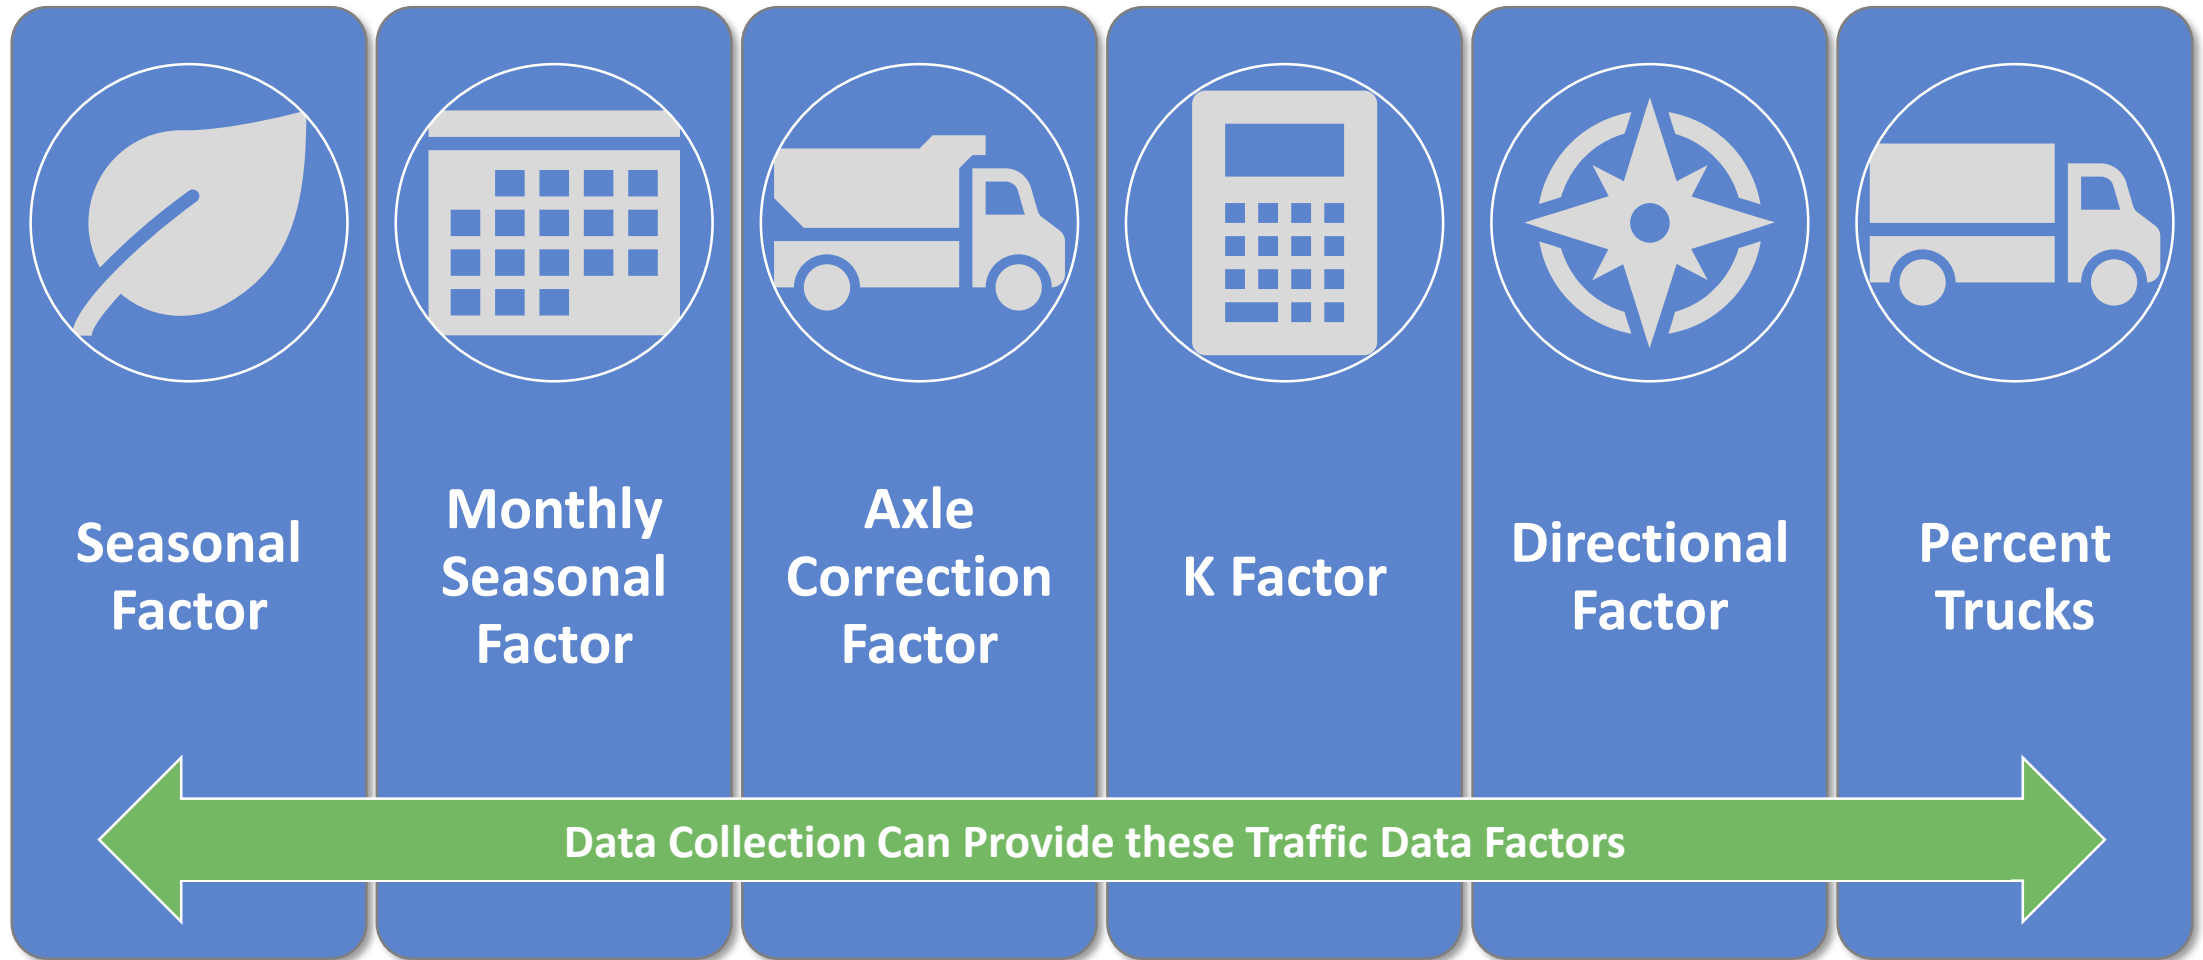 Seasonal
Factor
Monthly
Seasonal
Factor
Axle
Correction
Factor
K Factor
Directional
Factor
Percent
Trucks
Data Collection Can Provide these Traffic Data Factors